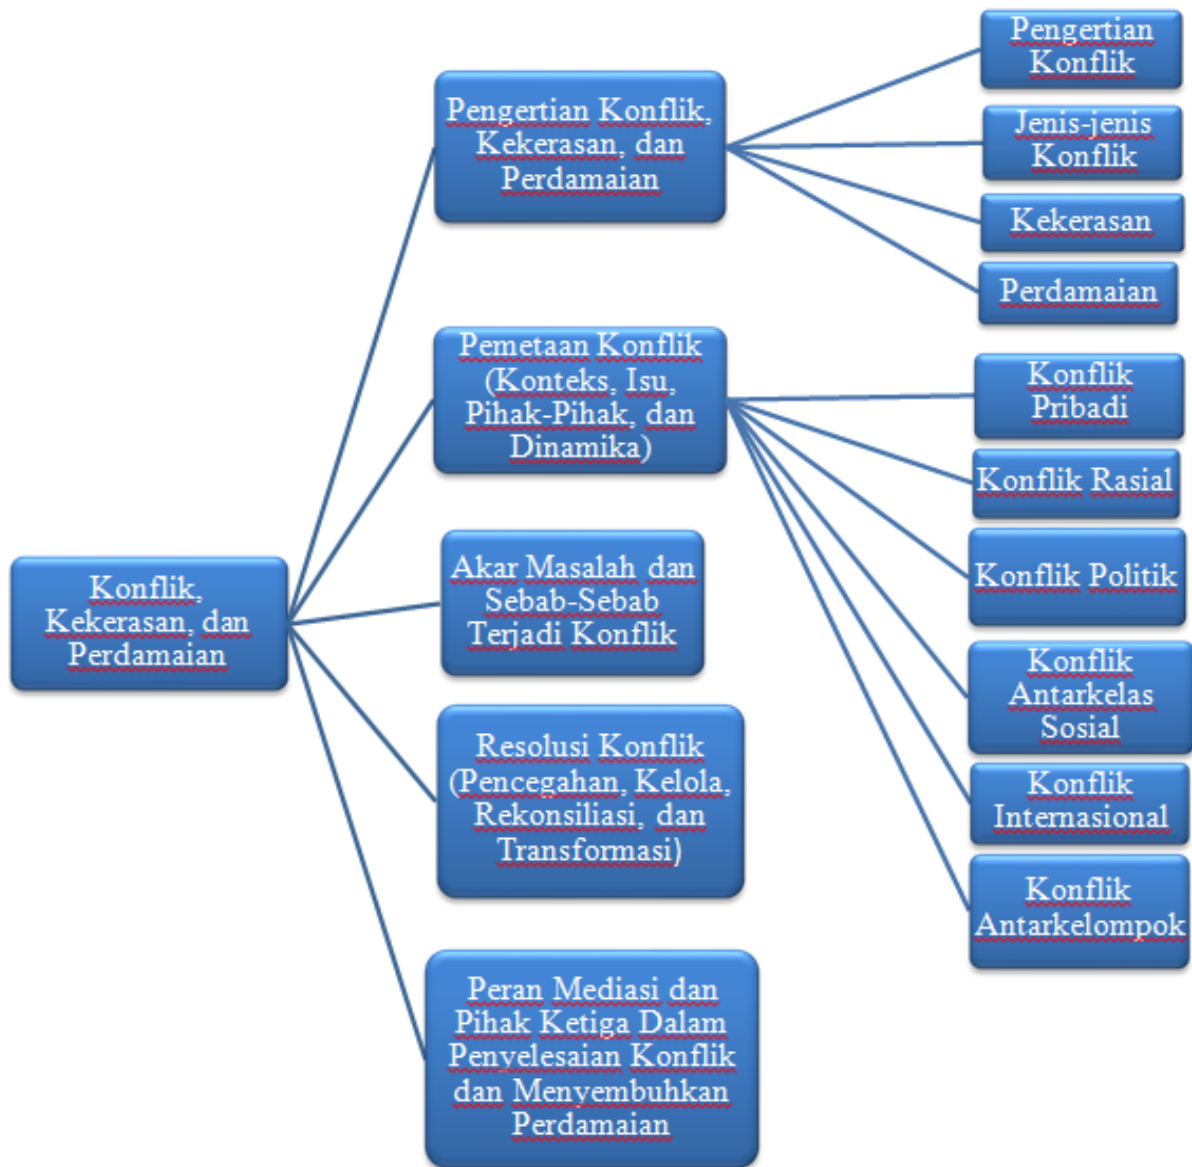 Konflik,
Kekerasan, dan
Perdamaian
Pengertian Konflik,
Kekerasan, dan
Perdamaian
Pengertian
Konflik
Jenis-jenis
Konflik
Kekerasan
Perdamaian
Pemetaan Konflik
(Konteks, Isu,
Pihak-Pihak, dan
Dinamika)
Konflik
Pribadi
Konflik Rasial
Konflik Politik
Konflik
Antarkelas
Sosial
Konflik
Internasional
Konflik
Antarkelompok
Akar Masalah dan
Sebab-Sebab
Terjadi Konflik
Resolusi Konflik
(Pencegahan, Kelola,
Rekonsiliasi, dan
Transformasi)
Peran Mediasi dan
Pihak Ketiga Dalam
Penyelesaian Konflik
dan Menyembuhkan
Perdamaian